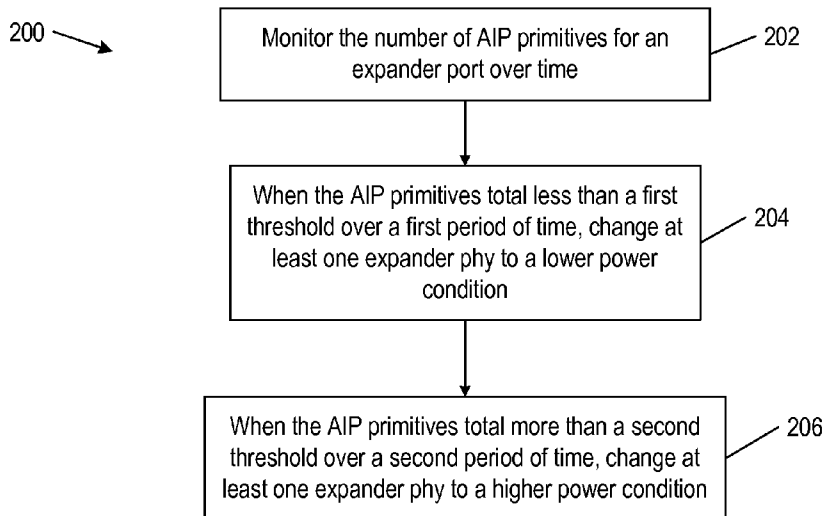 200
Monitor the number of AIP primitives for an
expander port over time
202
When the AIP primitives total less than a first
threshold over a first period of time, change at
least one expander phy to a lower power
condition
204
When the AIP primitives total more than a second
threshold over a second period of time, change at
least one expander phy to a higher power condition
206